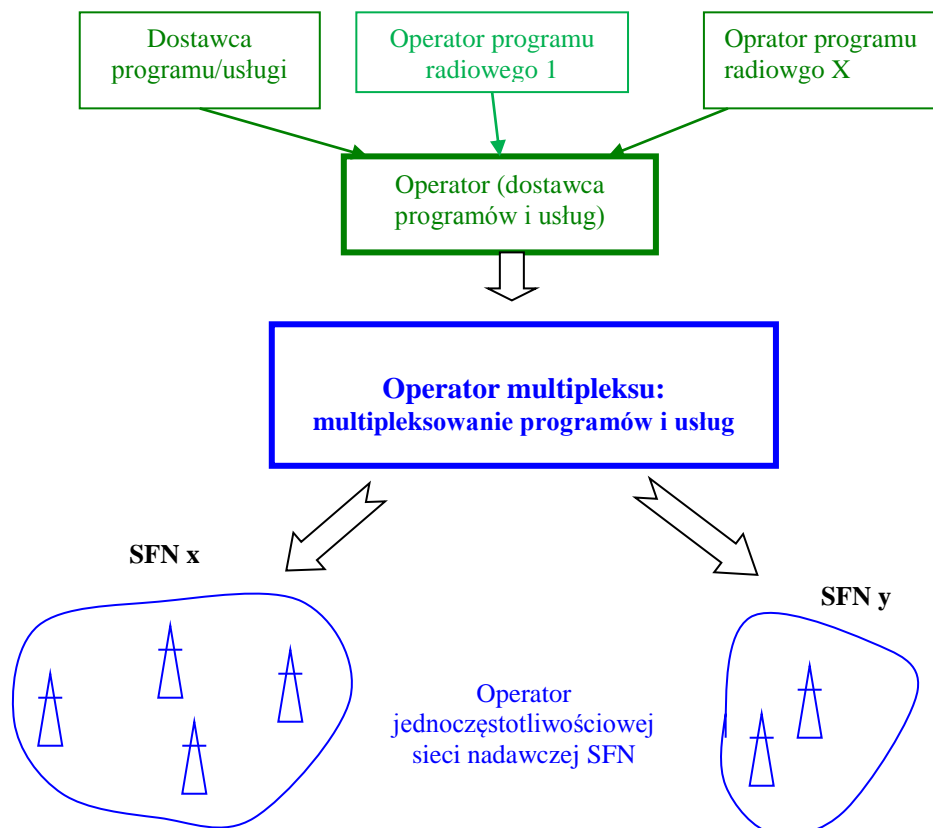 Dostawca
programu/usługi
Operator programu
radiowego 1
Oprator programu
radiowgo X
Operator (dostawca
programów i usług)
Operator multipleksu:
multipleksowanie programów i usług
SFN x
SFN y
Operator
jednoczęstotliwościowej
sieci nadawczej SFN